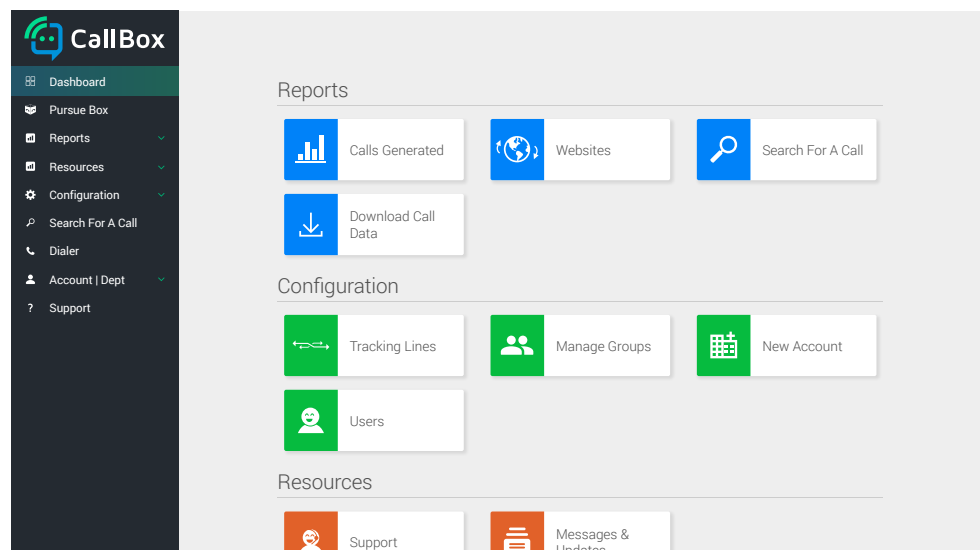 CallBox
Dashboard
Pursue Box
Reports
Resources
Configuration
Search For A Call
Dialer
Account | Dept
? Support
Reports
Calls Generated
Websites
Search For A Call
Download Call
Data
Configuration
Tracking Lines
Manage Groups
New Account
Users
Resources
Support
Messages &
Updates